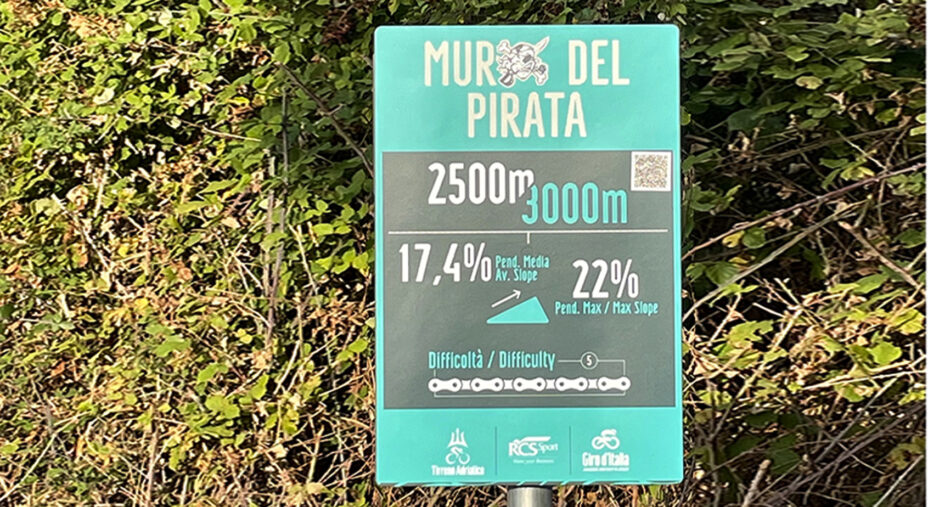 MURO DEL
PIRATA
2500m
3000m
17,4%
Pend. Media
Av. Slope
22%
Pend. Max / Max Slope
Difficoltà / Difficulty
5
Tirreno Adriatico
RCS Sport
Giro d'Italia